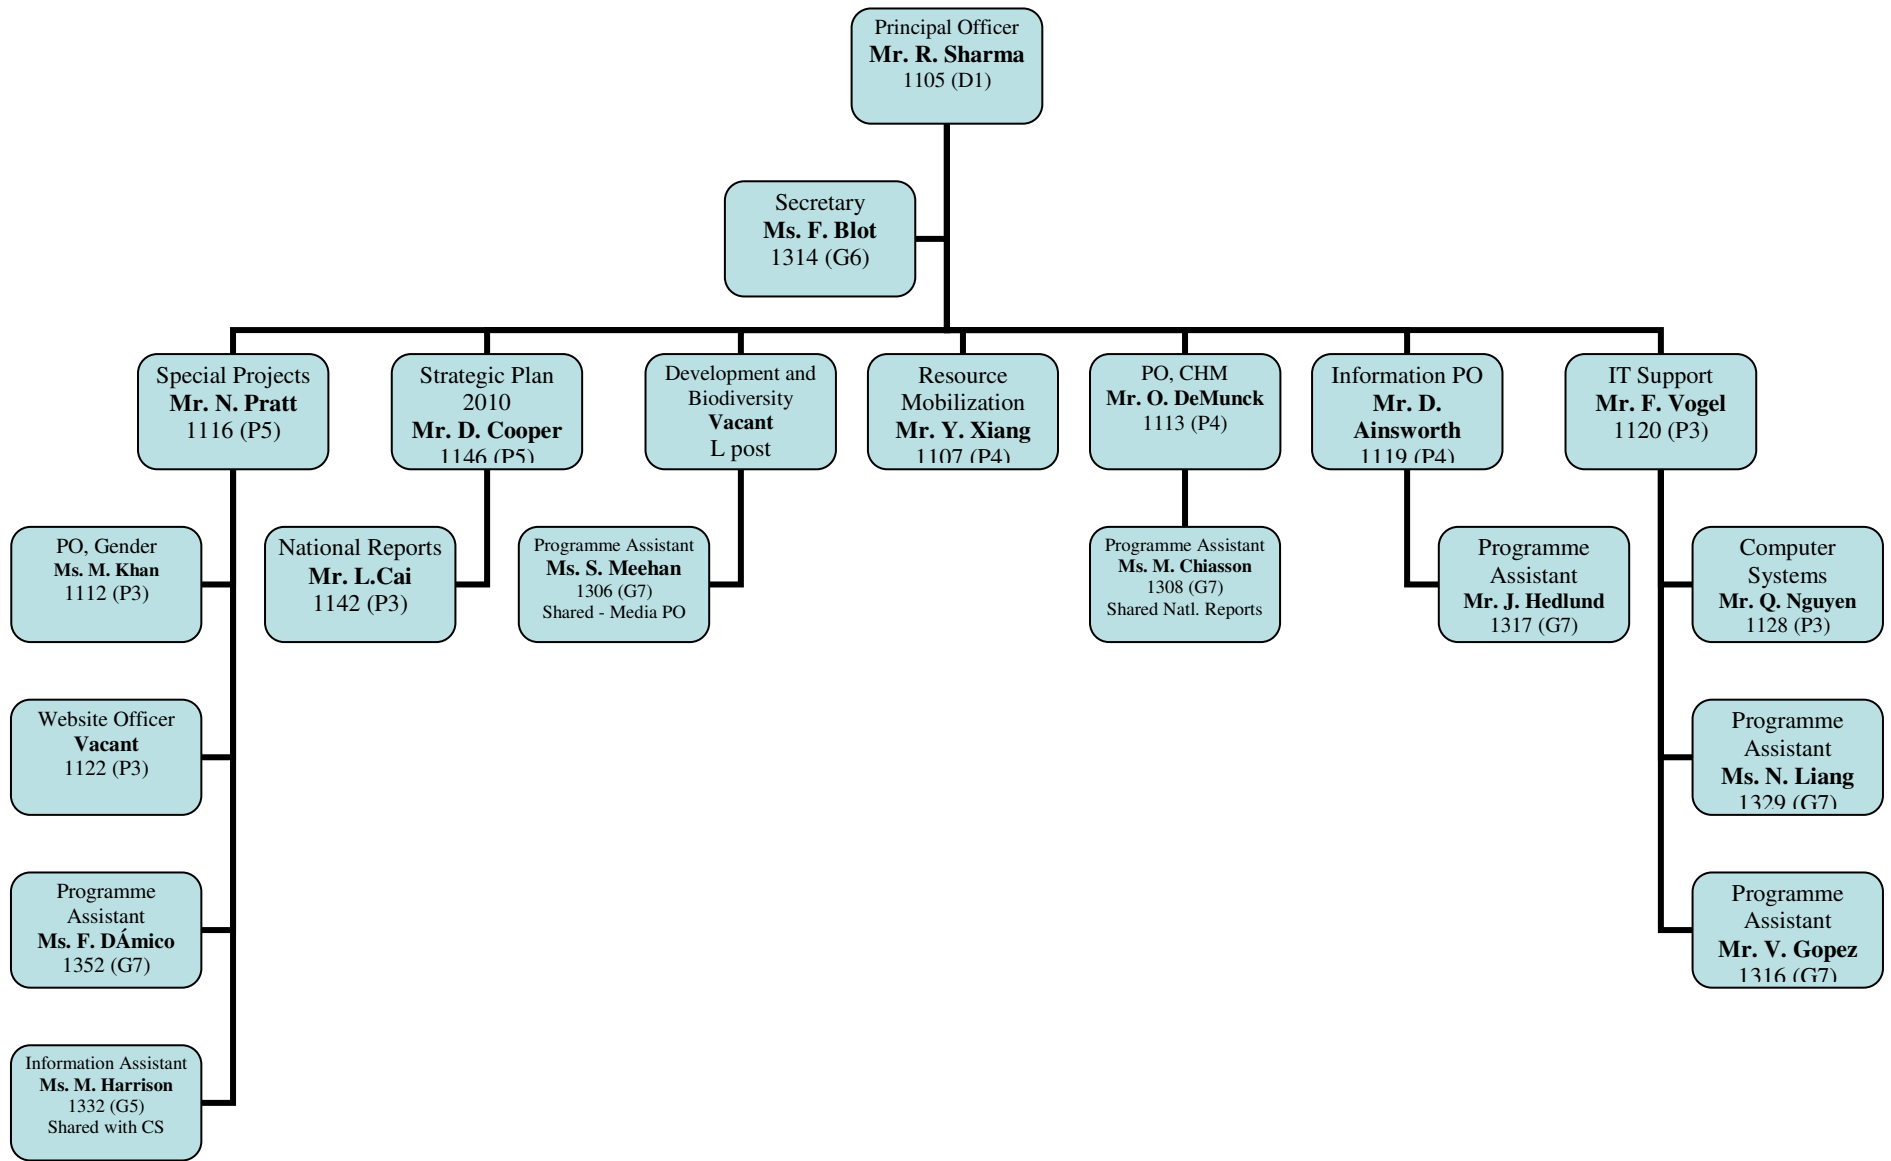 Principal Officer
Mr. R. Sharma
1105 (D1)
Secretary
Ms. F. Blot
1314 (G6)
Special Projects
Mr. N. Pratt
1116 (P5)
Strategic Plan
2010
Mr. D. Cooper
1146 (P5)
Development and
Biodiversity
Vacant
L post
Resource
Mobilization
Mr. Y. Xiang
1107 (P4)
PO, CHM
Mr. O. DeMunck
1113 (P4)
Information PO
Mr. D.
Ainsworth
1119 (P4)
IT Support
Mr. F. Vogel
1120 (P3)
PO, Gender
Ms. M. Khan
1112 (P3)
National Reports
Mr. L.Cai
1142 (P3)
Programme Assistant
Ms. S. Meehan
1306 (G7)
Shared - Media PO
Programme Assistant
Ms. M. Chiasson
1308 (G7)
Shared Natl. Reports
Programme
Assistant
Mr. J. Hedlund
1317 (G7)
Computer
Systems
Mr. Q. Nguyen
1128 (P3)
Website Officer
Vacant
1122 (P3)
Programme
Assistant
Ms. N. Liang
1329 (G7)
Programme
Assistant
Ms. F. DÁmico
1352 (G7)
Programme
Assistant
Mr. V. Gopez
1316 (G7)
Information Assistant
Ms. M. Harrison
1332 (G5)
Shared with CS